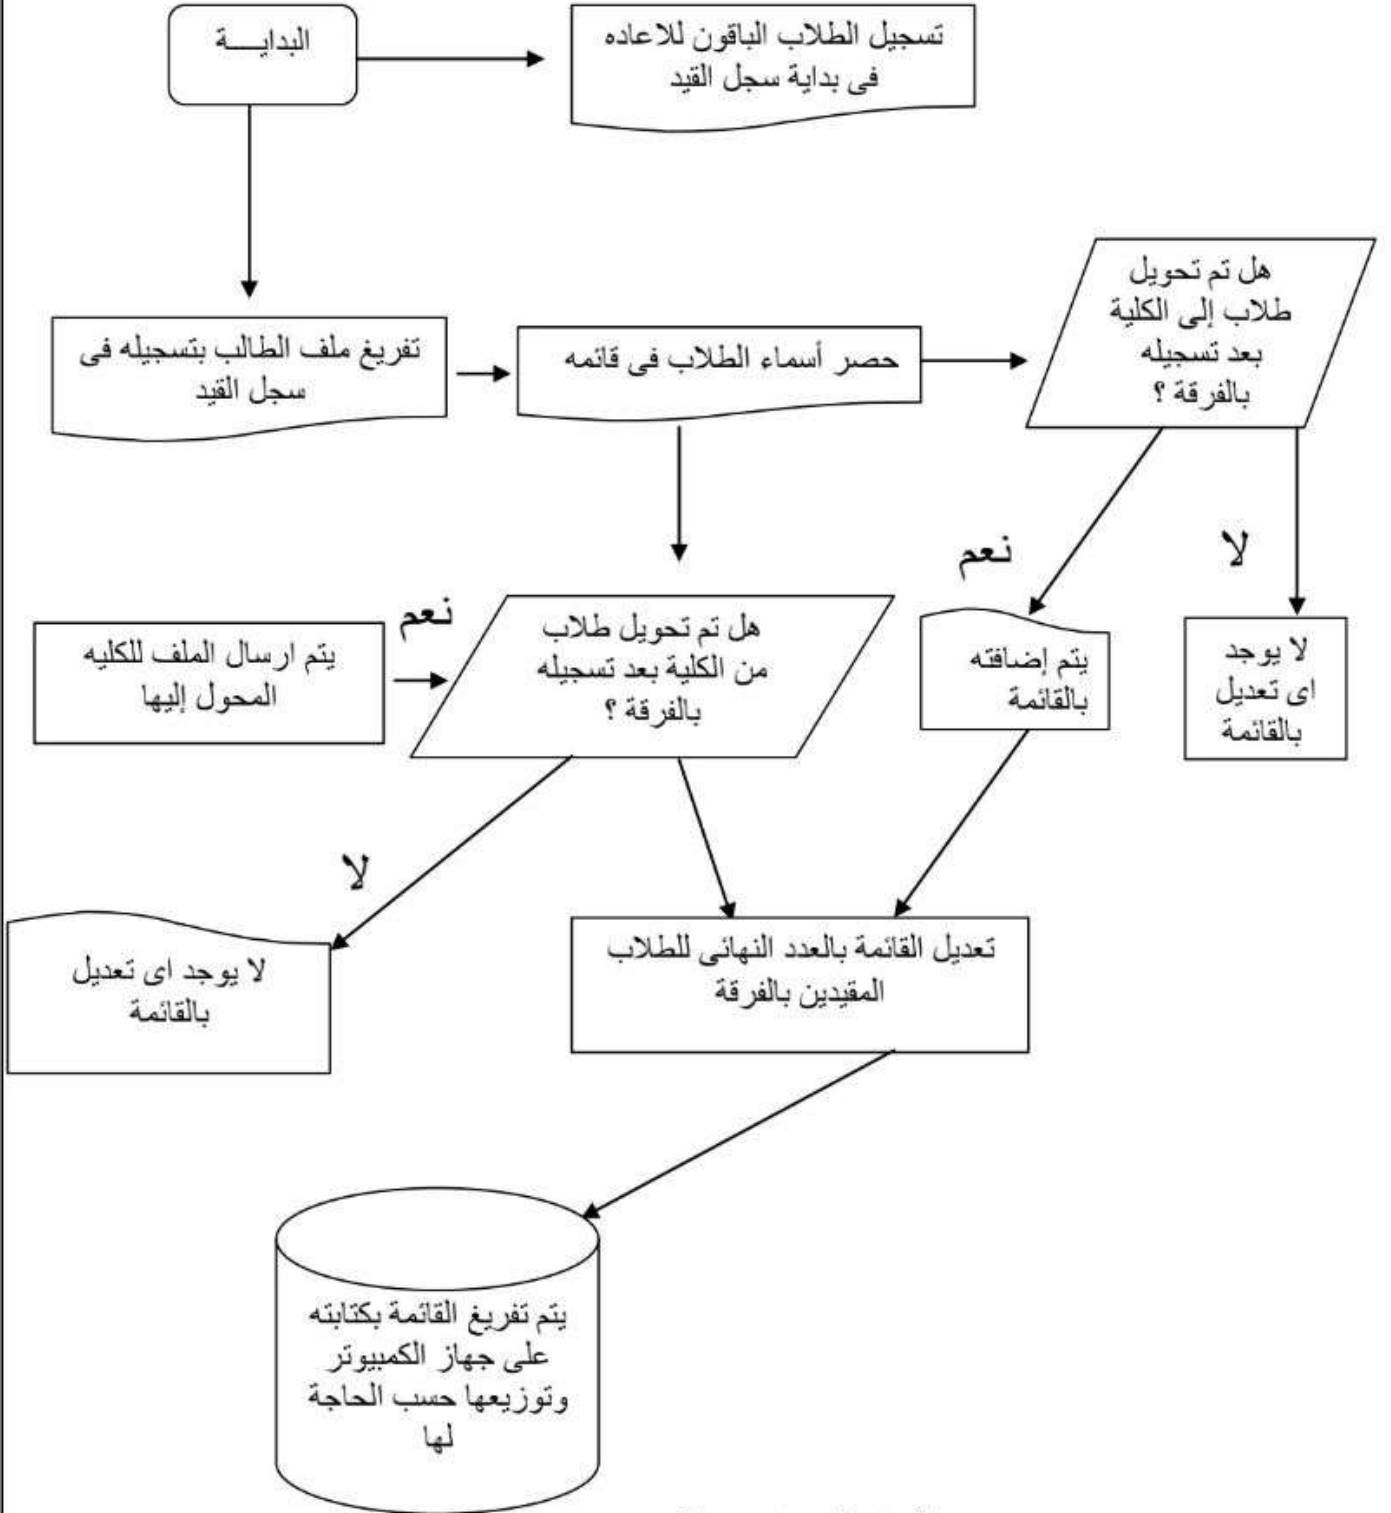 البدايـــة
تسجيل الطلاب الباقون للاعاده
فى بداية سجل القيد
هل تم تحويل
طلاب إلى الكلية
بعد تسجيله
بالفرقة ؟
تفريغ ملف الطالب بتسجيله فى
سجل القيد
حصر أسماء الطلاب فى قائمه
نعم
لا
نعم
يتم ارسال الملف للكليه
المحول إليها
هل تم تحويل طلاب
من الكلية بعد تسجيله
بالفرقة ؟
يتم إضافته
بالقائمة
لا يوجد
اى تعديل
بالقائمة
لا
لا يوجد اى تعديل
بالقائمة
تعديل القائمة بالعدد النهائى للطلاب
المقيدين بالفرقة
يتم تفريغ القائمة بكتابته
على جهاز الكمبيوتر
وتوزيعها حسب الحاجة
لها